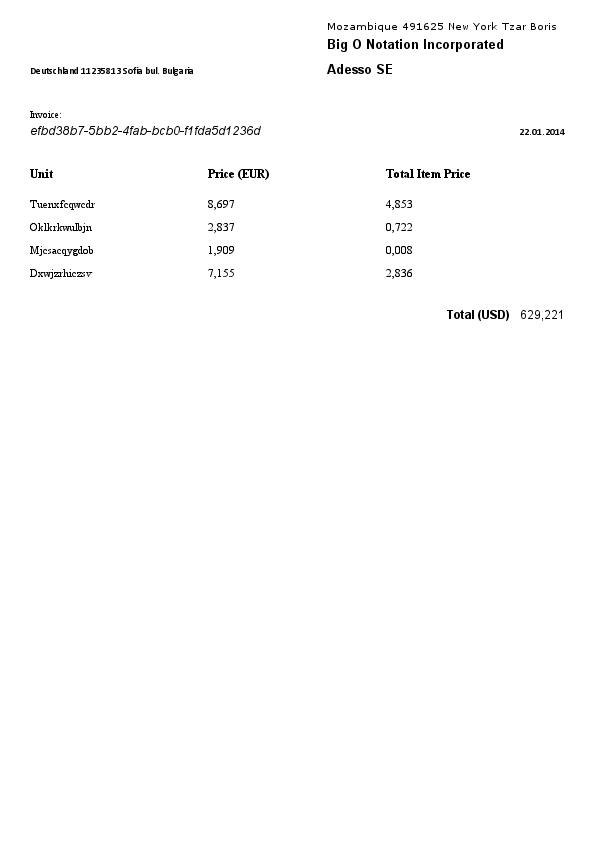 Mozambique 491625 New York Tzar Boris
Big O Notation Incorporated
Deutschland 11235813 Sofia bul. Bulgaria
Adesso SE
Invoice:
efbd38b7-5bb2-4fab-bcb0-f1fda5d1236d
22.01.2014
Unit Price (EUR) Total Item Price
Tuenxfcqwcdr 8,697 4,853
Oklkrkwulbjn 2,837 0,722
Mjcsacqygdob 1,909 0,008
Dxwjzrhiczsv 7,155 2,836
Total (USD) 629,221